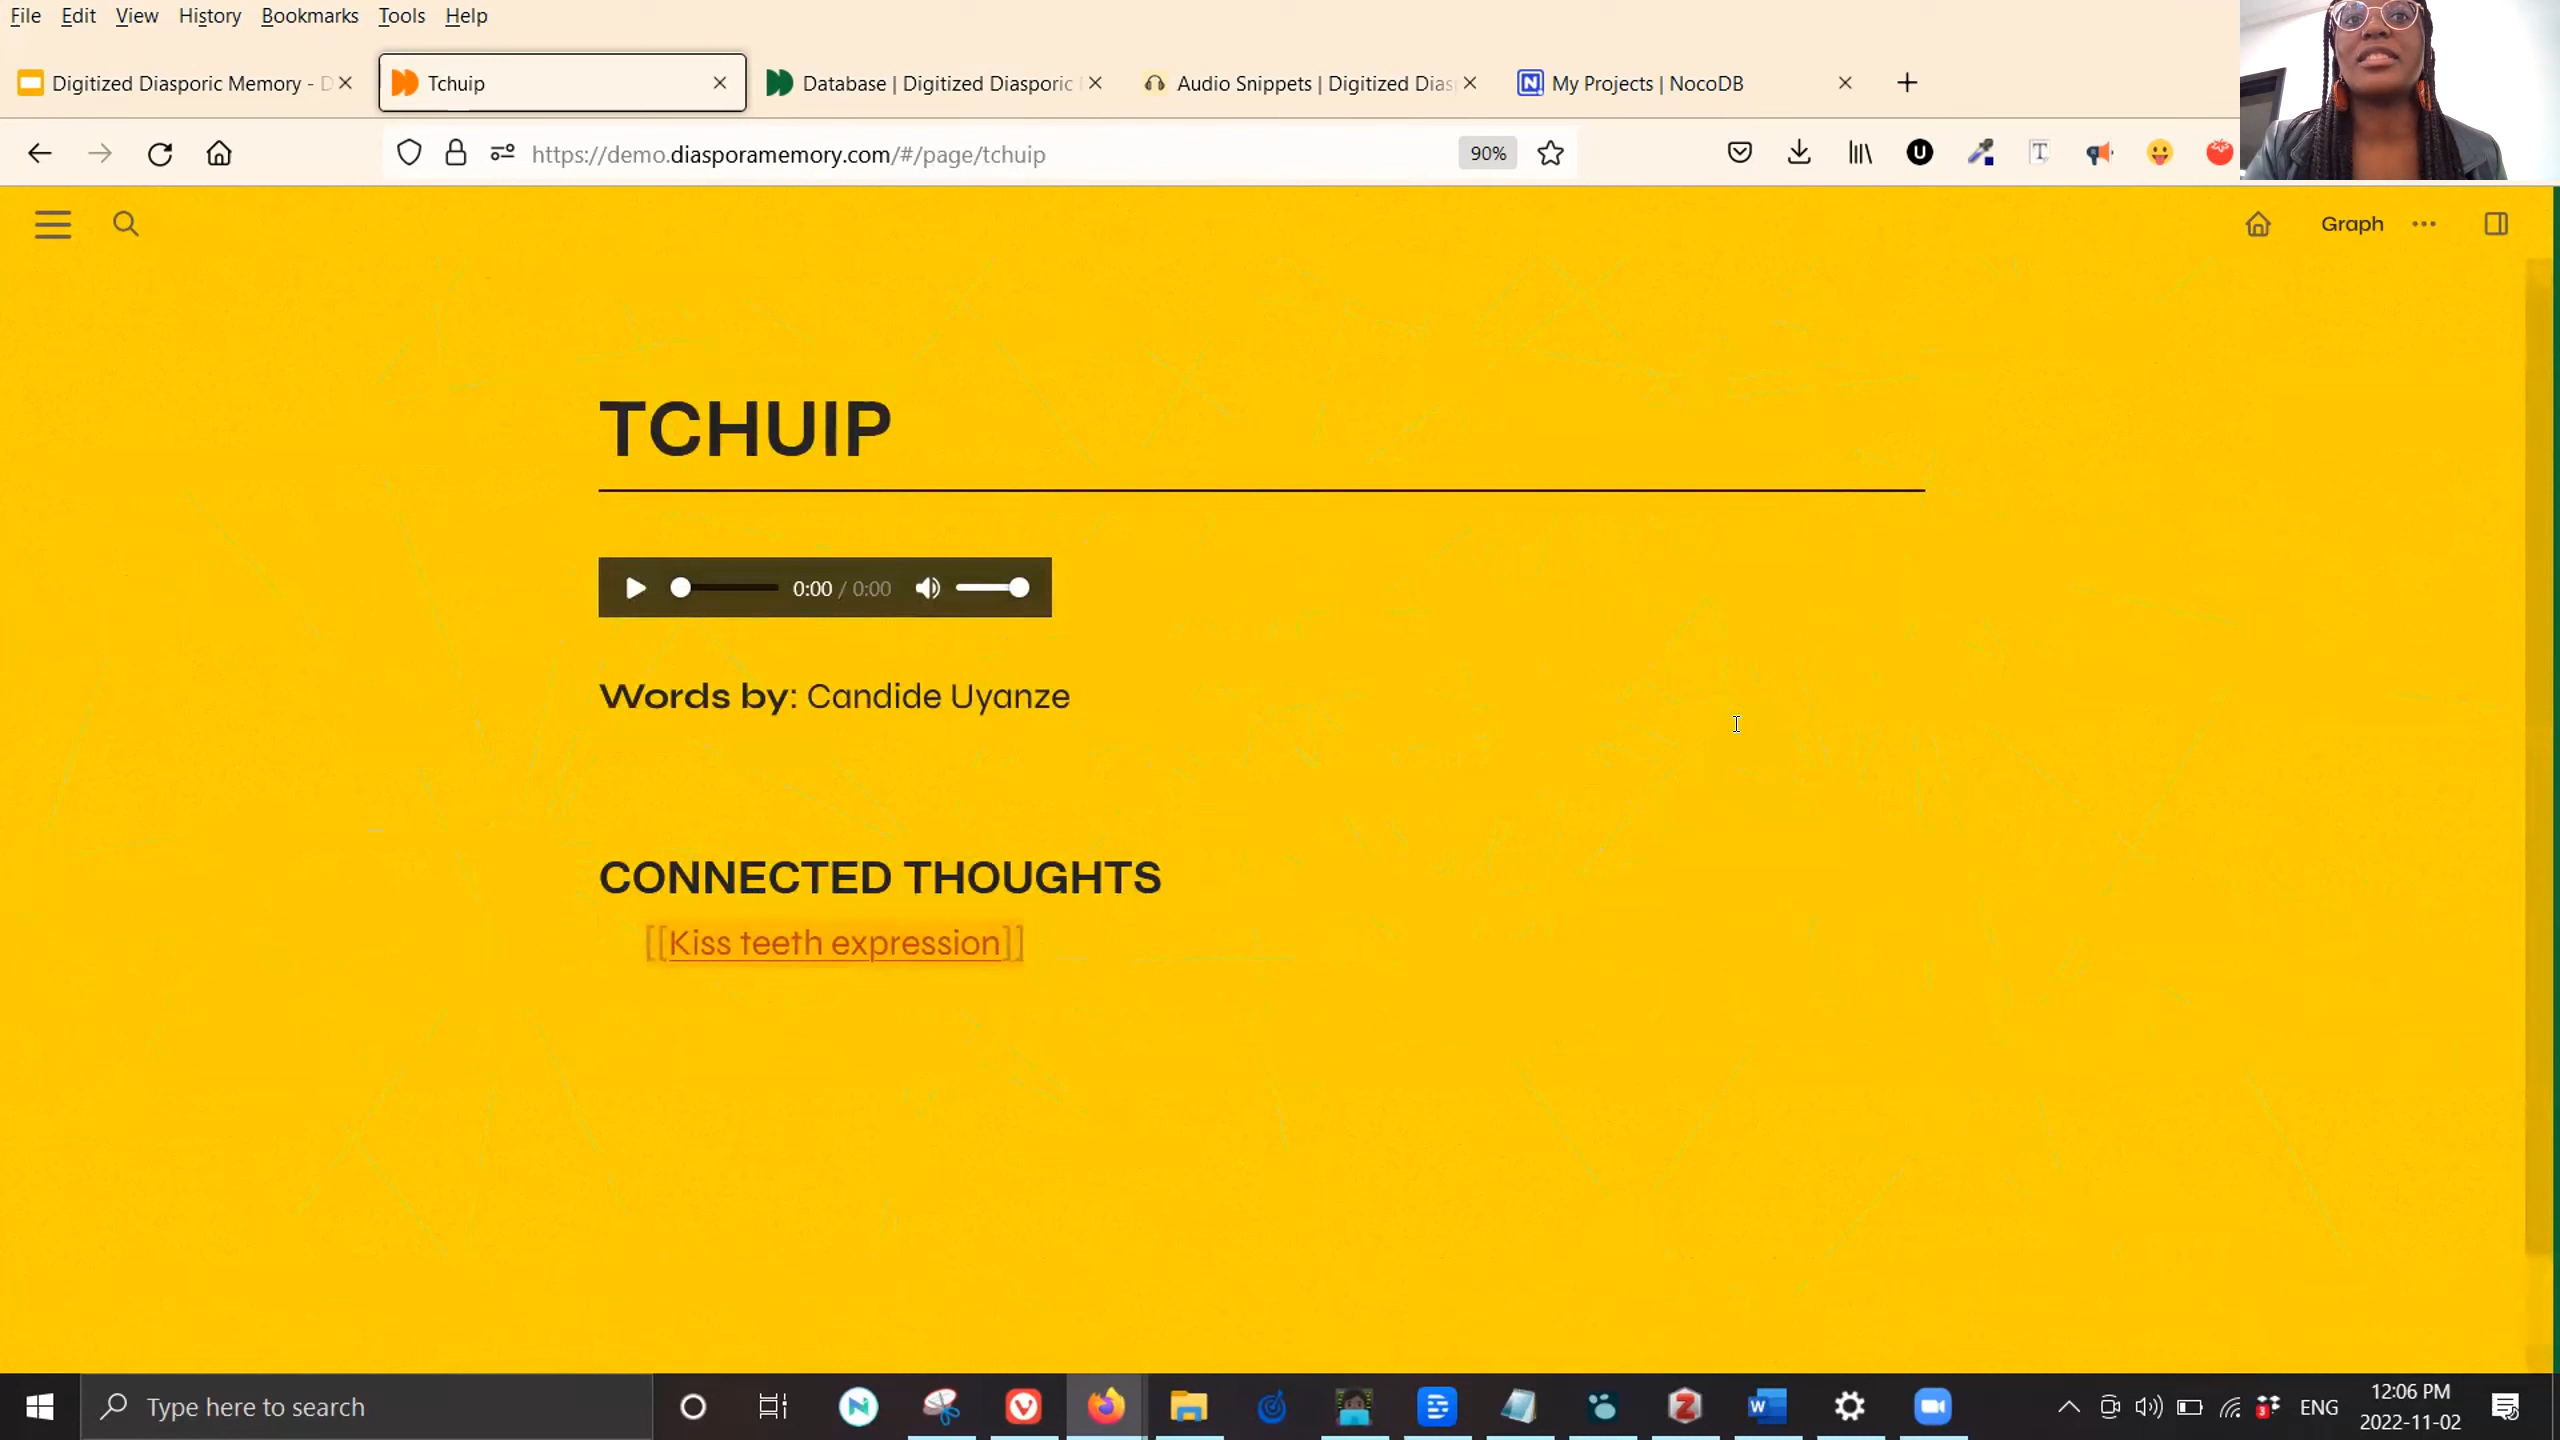 File Edit View History Bookmarks Tools Help
Digitized Diasporic Memory - D
Tchuip
Database | Digitized Diasporic
Audio Snippets | Digitized Dias
My Projects | NocoDB
https://demo.diasporamemory.com/#/page/tchuip
90%
Graph
TCHUIP
0:00 / 0:00
Words by: Candide Uyanze
CONNECTED THOUGHTS
[[Kiss teeth expression]]
Type here to search
ENG
12:06 PM
2022-11-02